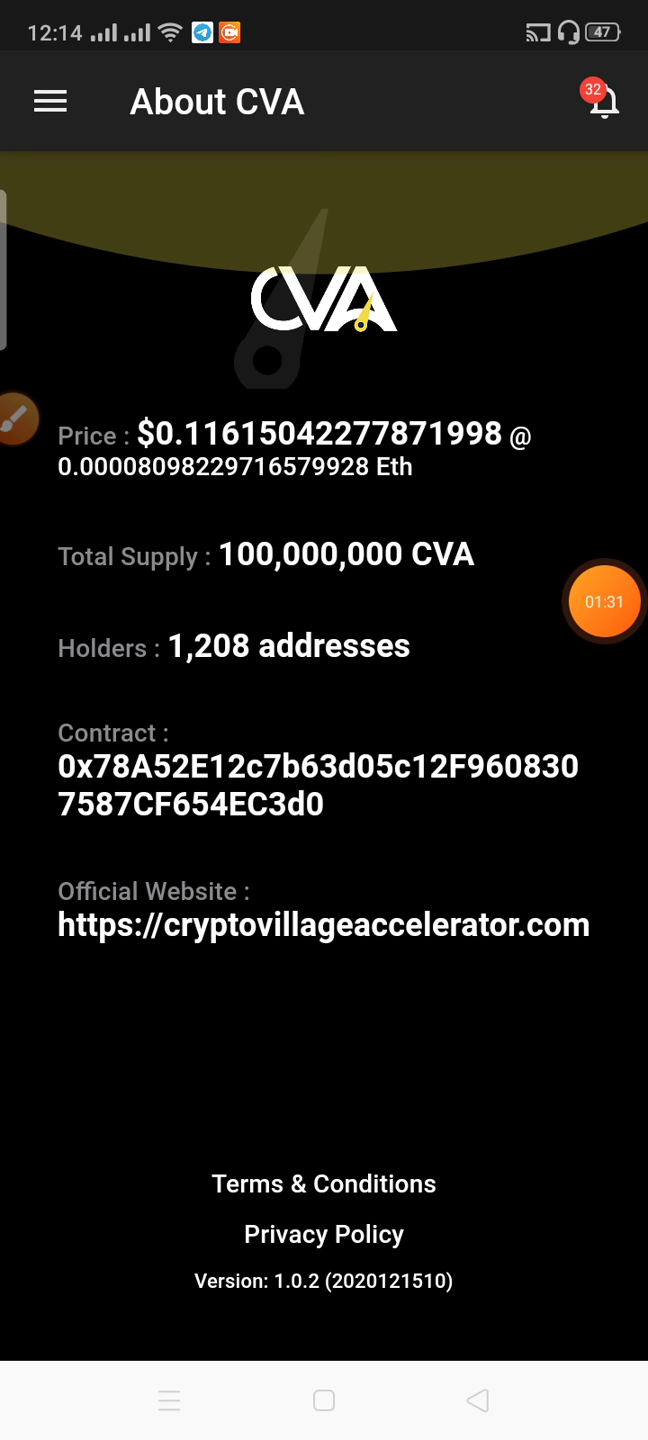 12:14
47
About CVA
32
CVA
Price : $0.11615042277871998 @
0.00008098229716579928 Eth
Total Supply : 100,000,000 CVA
01:31
Holders : 1,208 addresses
Contract :
0x78A52E12c7b63d05c12F960830
7587CF654EC3d0
Official Website :
https://cryptovillageaccelerator.com
Terms & Conditions
Privacy Policy
Version: 1.0.2 (2020121510)